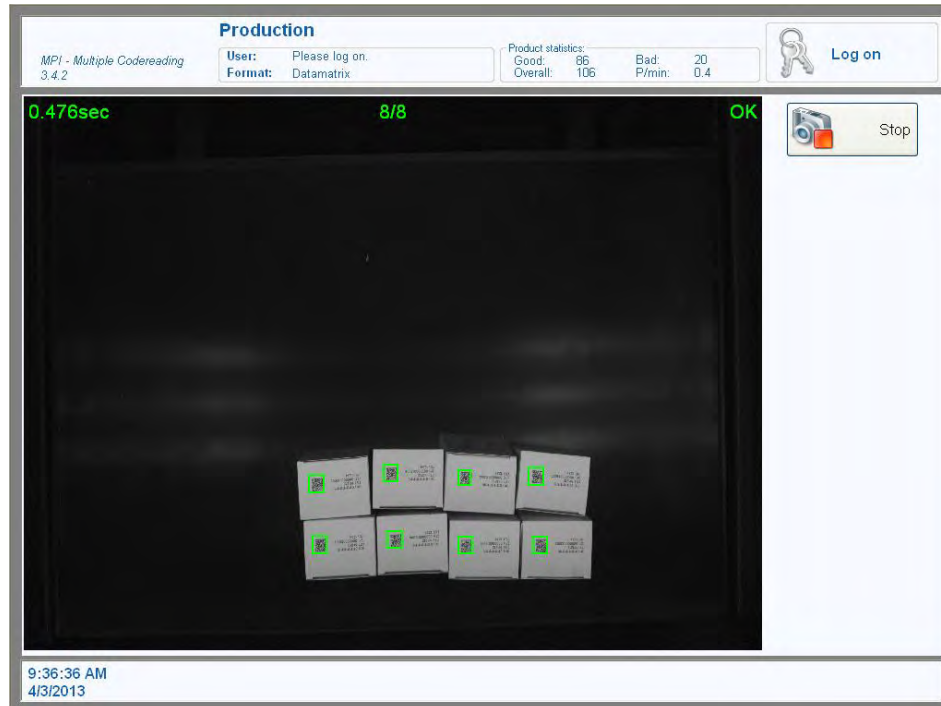 Production
MPI - Multiple Codereading
3.4.2
User: Please log on.
Format: Datamatrix
Product statistics:
Good: 86 Bad: 20
Overall: 106 P/min: 0.4
Log on
0.476sec 8/8 OK
Stop
9:36:36 AM
4/3/2013